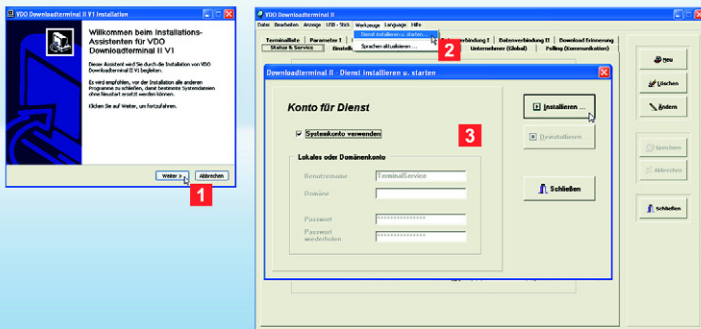 VDO Downloadterminal II V1 Installation
Willkommen beim Installations-
Assistenten für VDO
Downloadterminal II V1
Dieser Assistent wird Sie durch die Installation von VDO
Downloadterminal II V1 begleiten.
Es wird empfohlen, vor der Installation alle anderen
Programme zu schließen, damit bestimmte Systemdateien
ohne Neustart ersetzt werden können.
Klicken Sie auf Weiter, um fortzufahren.
Weiter >
Abbrechen
1
VDO Downloadterminal II
Datei Bearbeiten Anzeige USB - Stick Werkzeuge Language Hilfe
Dienst installieren u. starten...
Sprachen aktualisieren ...
2
Terminalliste Parameter I Datenverbindung I Datenverbindung II Download Erinnerung
Status & Service Unternehmer (Global) Polling (Kommunikation)
Downloadterminal II - Dienst installieren u. starten
Konto für Dienst
Systemkonto verwenden
3
Lokales oder Domänenkonto
Benutzername TerminalService
Domäne
Passwort **************
Passwort
wiederholen **************
Installieren ...
Deinstallieren
Schließen
Neu
Löschen
Ändern
Speichern
Abbrechen
Schließen